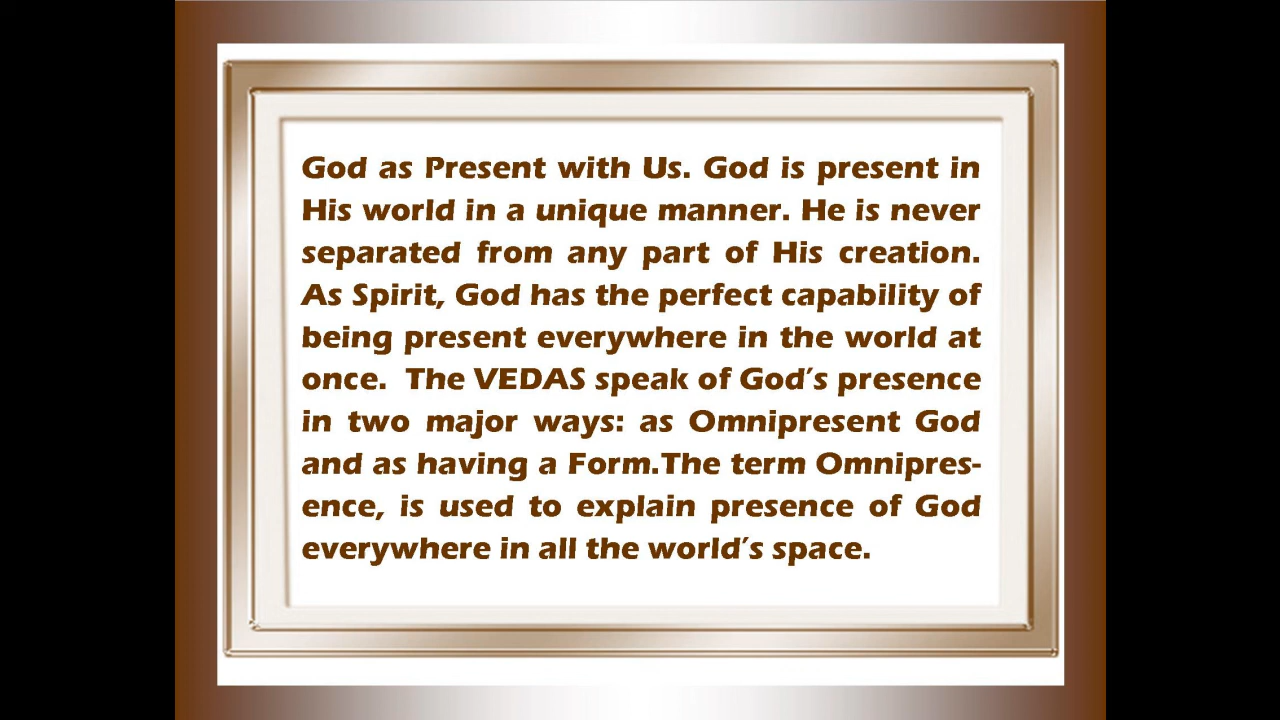 God as Present with Us. God is present in
His world in a unique manner. He is never
separated from any part of His creation.
As Spirit, God has the perfect capability of
being present everywhere in the world at
once.  The VEDAS speak of God's presence
in two major ways: as Omnipresent God
and as having a Form.The term Omnipres-
ence, is used to explain presence of God
everywhere in all the world's space.